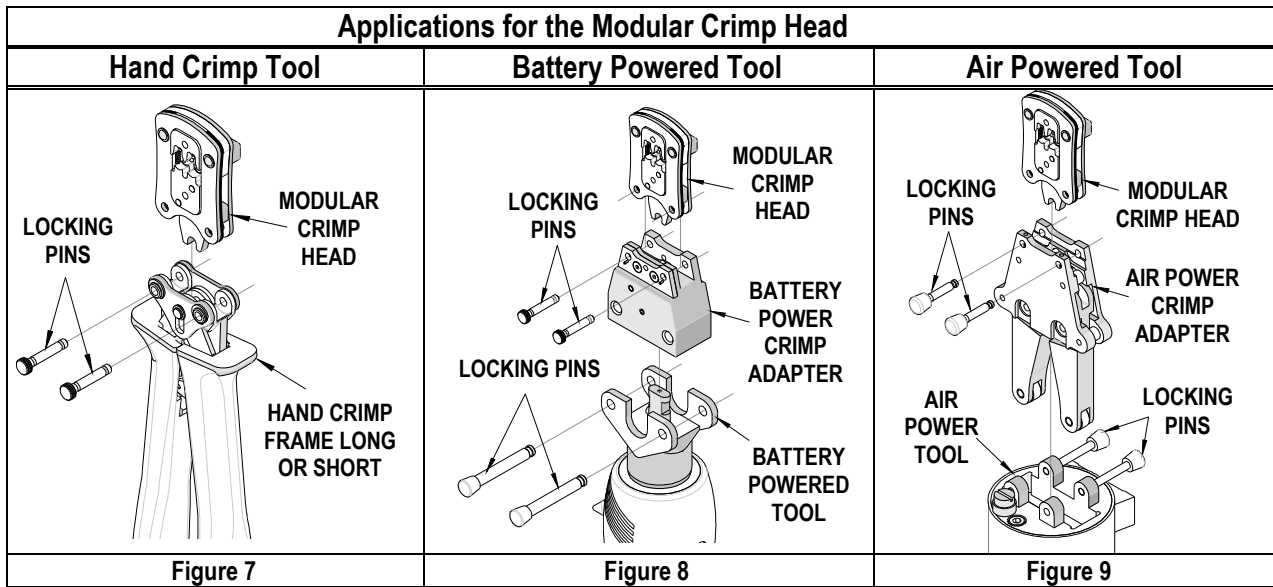 Applications for the Modular Crimp Head
Hand Crimp Tool
Battery Powered Tool
Air Powered Tool
LOCKING
PINS
MODULAR
CRIMP
HEAD
HAND CRIMP
FRAME LONG
OR SHORT
LOCKING
PINS
MODULAR
CRIMP
HEAD
BATTERY
POWER
CRIMP
ADAPTER
LOCKING PINS
BATTERY
POWERED
TOOL
LOCKING
PINS
MODULAR
CRIMP HEAD
AIR POWER
CRIMP
ADAPTER
AIR
POWER
TOOL
LOCKING
PINS
Figure 7
Figure 8
Figure 9